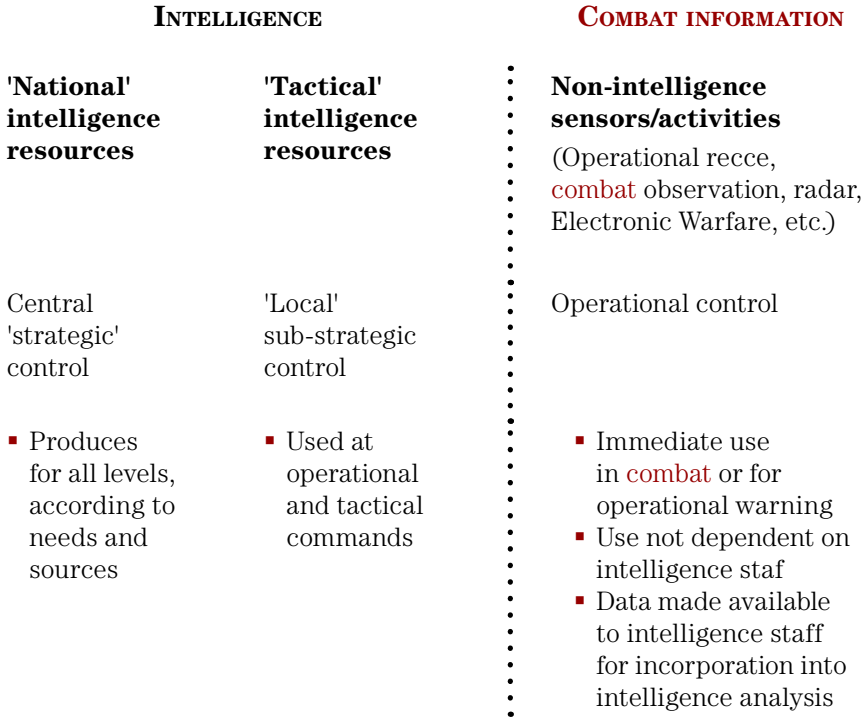 INTELLIGENCE
COMBAT INFORMATION
'National'
intelligence
resources
'Tactical'
intelligence
resources
Non-intelligence
sensors/activities
(Operational recce,
combat observation, radar,
Electronic Warfare, etc.)
Central
'strategic'
control
'Local'
sub-strategic
control
Operational control
▪ Produces
for all levels,
according to
needs and
sources
▪ Used at
operational
and tactical
commands
▪ Immediate use
in combat or for
operational warning
▪ Use not dependent on
intelligence staf
▪ Data made available
to intelligence staff
for incorporation into
intelligence analysis